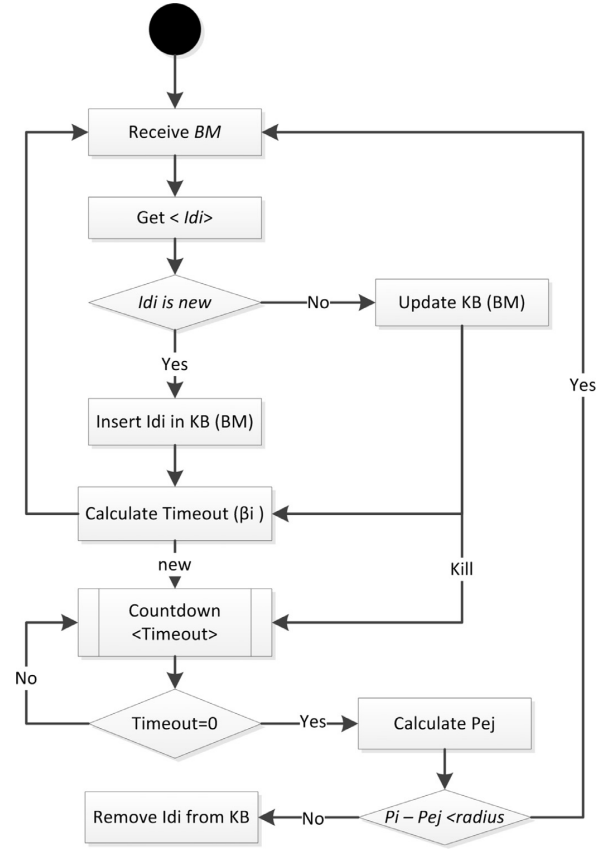 Receive BM
Get < Idi>
Idi is new
No
Update KB (BM)
Yes
Yes
Insert Idi in KB (BM)
Calculate Timeout (βi )
new
Kill
Countdown
<Timeout>
No
Timeout=0
Yes
Calculate Pej
Remove Idi from KB
No
Pi – Pej <radius